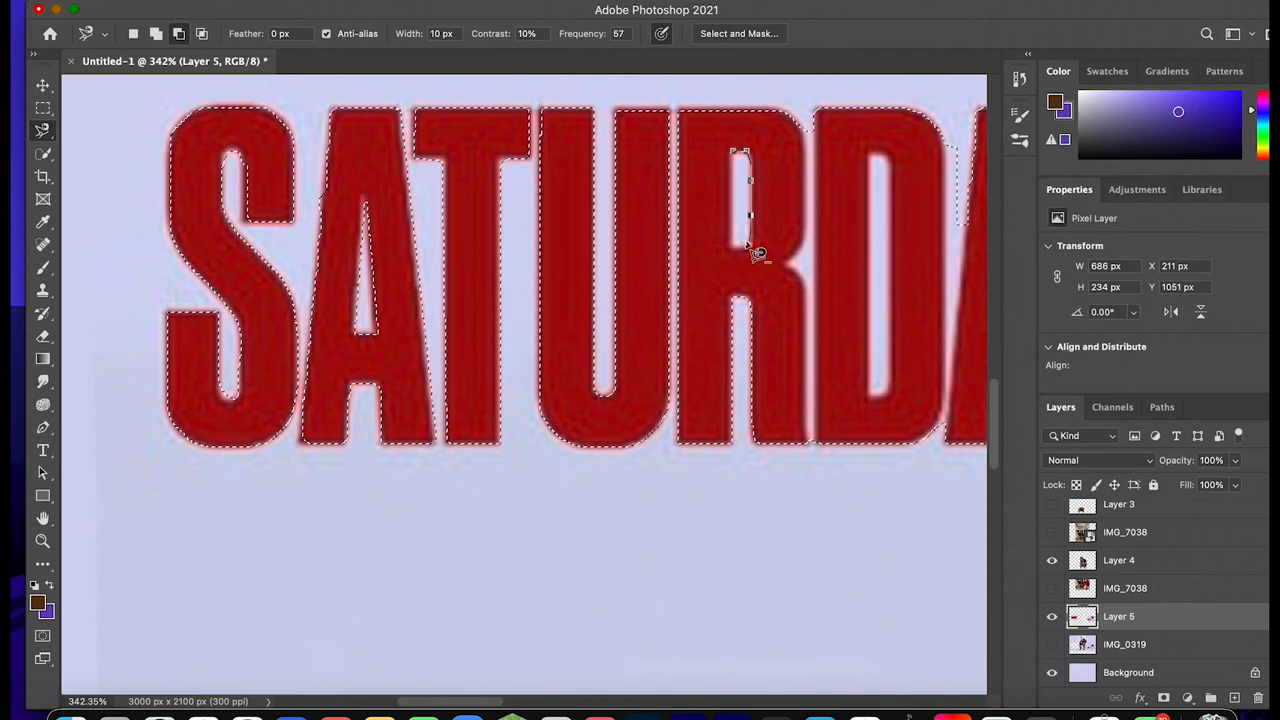 Adobe Photoshop 2021
Feather: 0 px
Anti-alias
Width: 10 px
Contrast: 10%
Frequency: 57
Select and Mask...
Untitled-1 @ 342% (Layer 5, RGB/8) *
SATURDA
342.35%
3000 px x 2100 px (300 ppi)
Color
Swatches
Gradients
Patterns
Properties
Adjustments
Libraries
Pixel Layer
Transform
W 686 px
X 211 px
H 234 px
Y 1051 px
0.00°
Align and Distribute
Align:
Layers
Channels
Paths
Kind
Normal
Opacity: 100%
Lock:
Fill: 100%
Layer 3
IMG_7038
Layer 4
IMG_7038
Layer 5
IMG_0319
Background